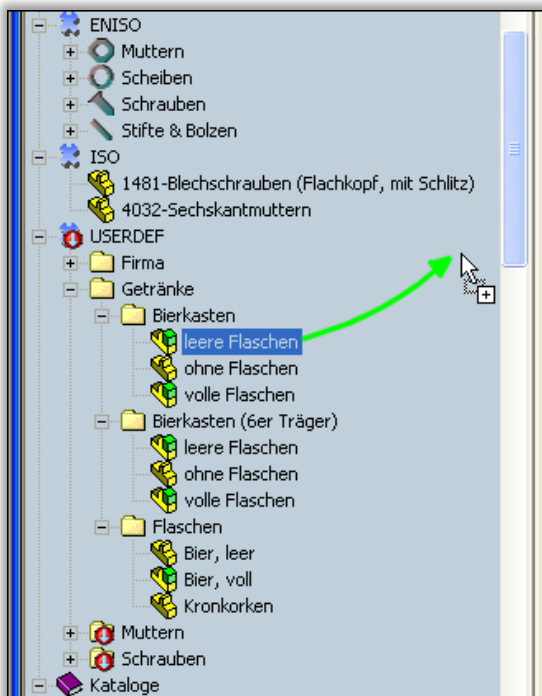 ENISO
Muttern
Scheiben
Schrauben
Stifte & Bolzen
ISO
1481-Blechschrauben (Flachkopf, mit Schlitz)
4032-Sechskantmuttern
USERDEF
Firma
Getränke
Bierkasten
leere Flaschen
ohne Flaschen
volle Flaschen
Bierkasten (6er Träger)
leere Flaschen
ohne Flaschen
volle Flaschen
Flaschen
Bier, leer
Bier, voll
Kronkorken
Muttern
Schrauben
Kataloge